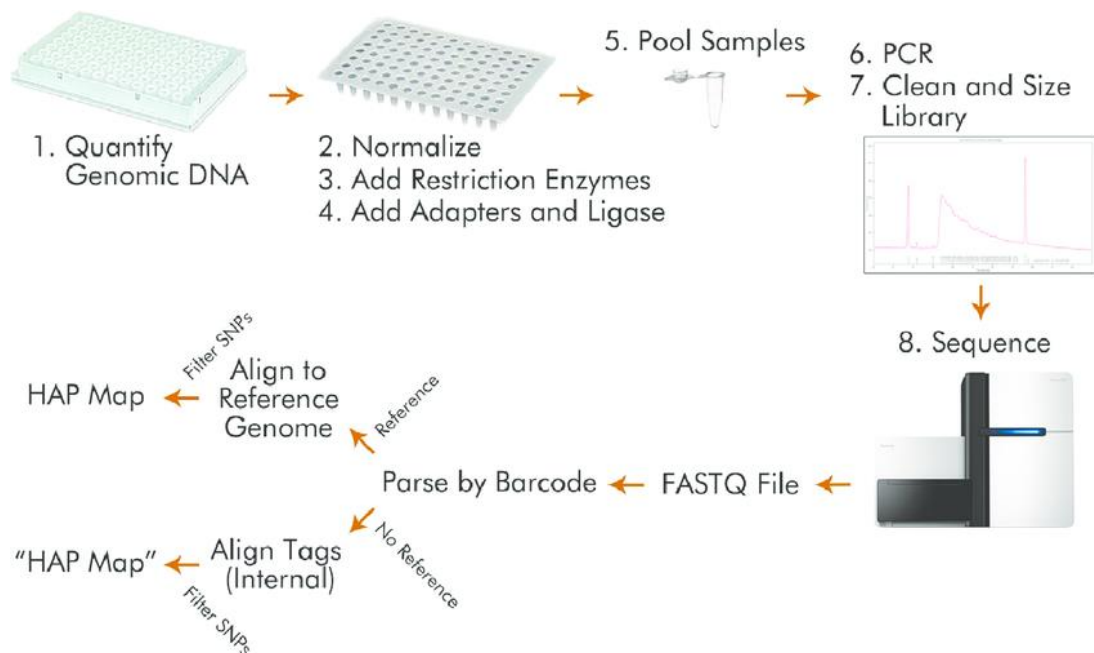 1. Quantify
Genomic DNA
2. Normalize
3. Add Restriction Enzymes
4. Add Adapters and Ligase
5. Pool Samples
6. PCR
7. Clean and Size
Library
8. Sequence
FASTQ File
Parse by Barcode
Reference
Align to
Reference
Genome
Filter SNPs
HAP Map
No Reference
Align Tags
(Internal)
Filter SNPs
"HAP Map"